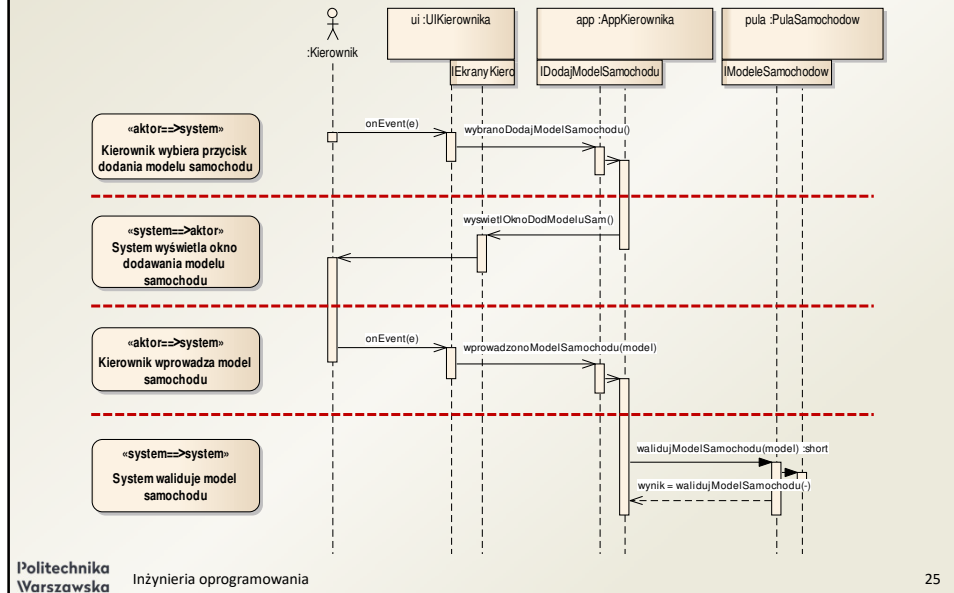 ui :UIKierownika
app :AppKierownika
pula :PulaSamochodow
:Kierownik
IEkranyKiero
IDodajModelSamochodu
IModeleSamochodow
«aktor==>system»
Kierownik wybiera przycisk
dodania modelu samochodu
onEvent(e)
wybranoDodajModelSamochodu()
«system==>aktor»
System wyświetla okno
dodawania modelu
samochodu
wyswietlOknoDodModeluSam()
«aktor==>system»
Kierownik wprowadza model
samochodu
onEvent(e)
wprowadzonoModelSamochodu(model)
«system==>system»
System waliduje model
samochodu
walidujModelSamochodu(model) :short
wynik = walidujModelSamochodu(-)
Politechnika
Warszawska
Inżynieria oprogramowania
25